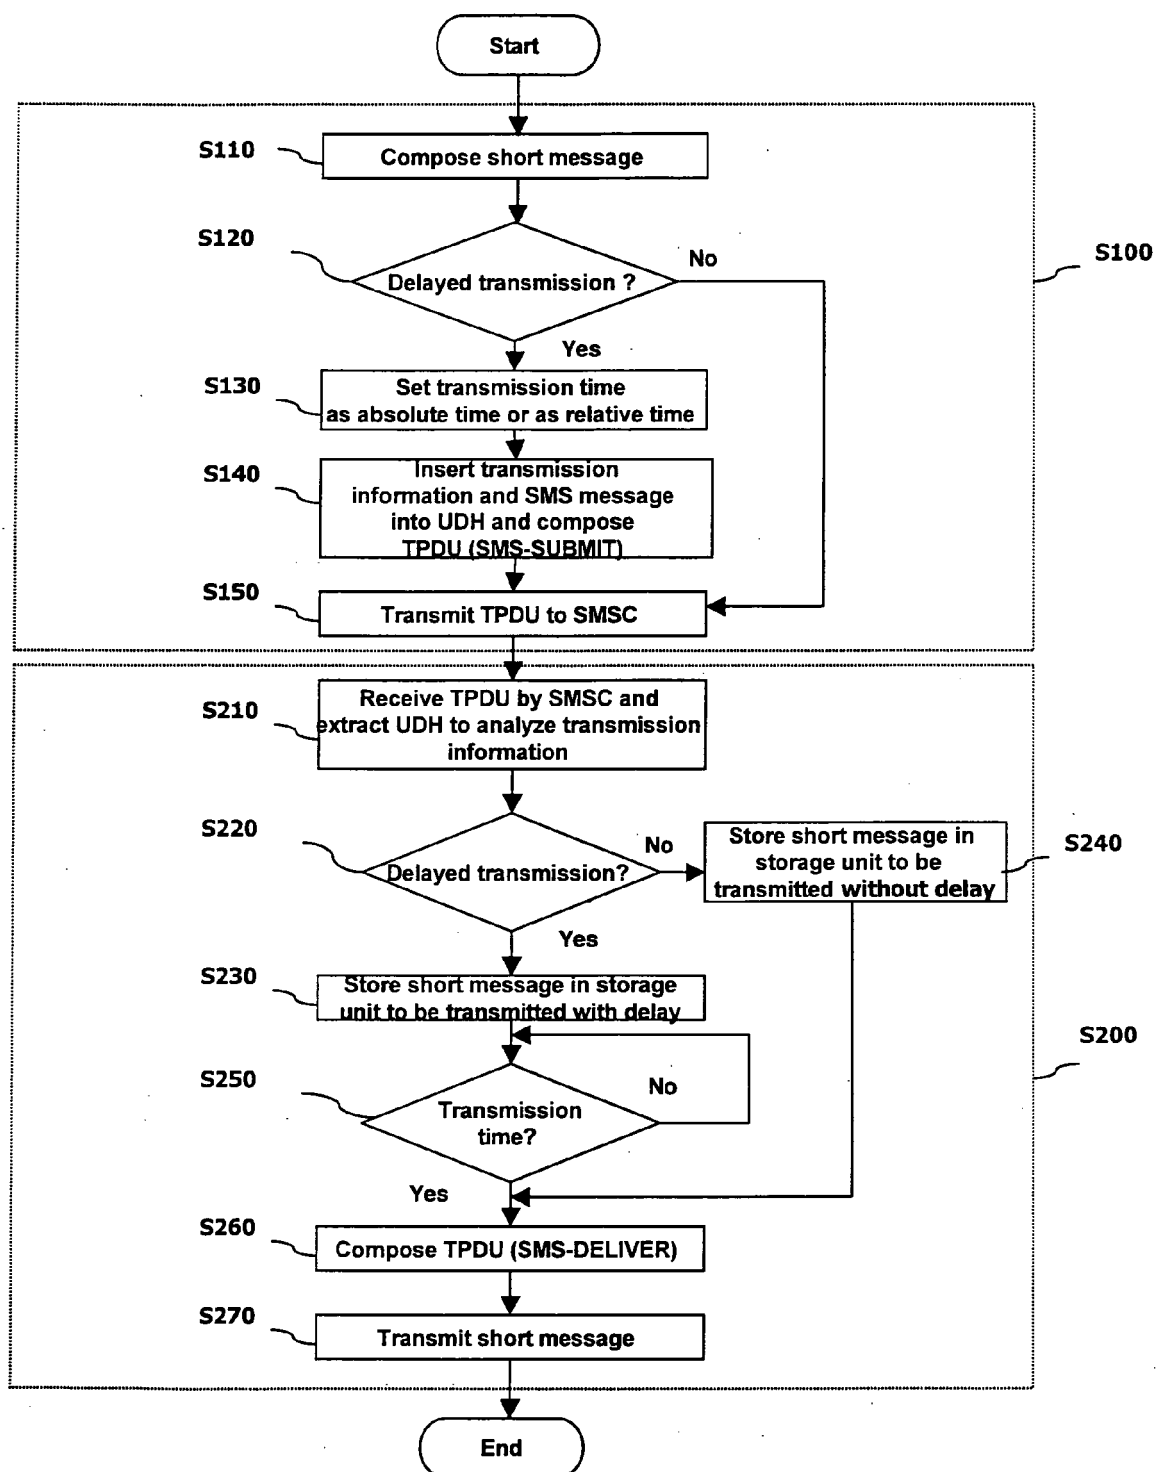 Start
S110
Compose short message
S120
Delayed transmission ?
No
S100
Yes
S130
Set transmission time
as absolute time or as relative time
S140
Insert transmission
information and SMS message
into UDH and compose
TPDU (SMS-SUBMIT)
S150
Transmit TPDU to SMSC
S210
Receive TPDU by SMSC and
extract UDH to analyze transmission
information
S220
Delayed transmission?
No
Store short message in
storage unit to be
transmitted without delay
S240
Yes
S230
Store short message in storage
unit to be transmitted with delay
S200
S250
Transmission
time?
No
Yes
S260
Compose TPDU (SMS-DELIVER)
S270
Transmit short message
End